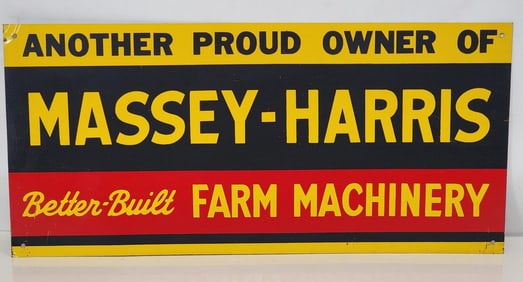 ANOTHER PROUD OWNER OF
MASSEY-HARRIS
Better-Built FARM MACHINERY